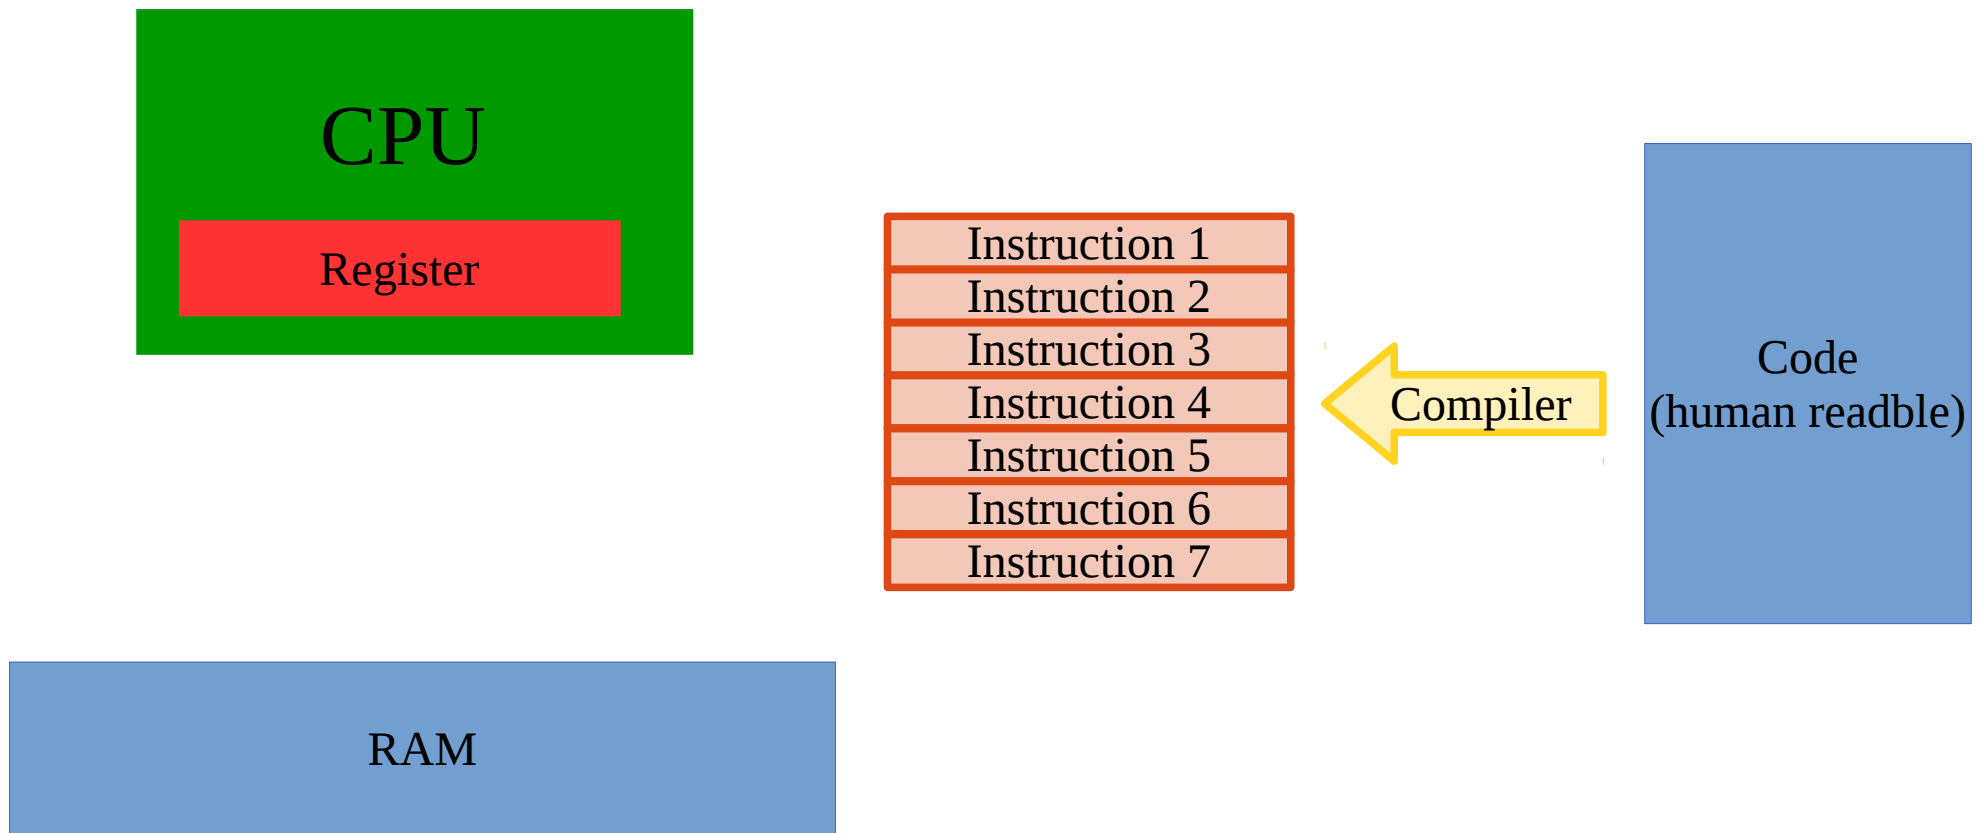 CPU
Register
Instruction 1
Instruction 2
Instruction 3
Instruction 4
Instruction 5
Instruction 6
Instruction 7
Compiler
Code
(human readble)
RAM